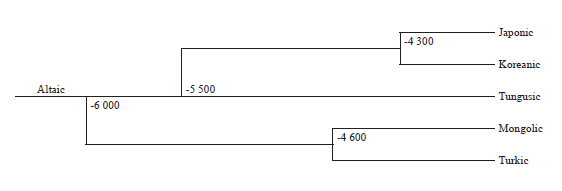 Japonic
-4 300
Koreanic
Altaic
-5 500
Tungusic
-6 000
Mongolic
-4 600
Turkic